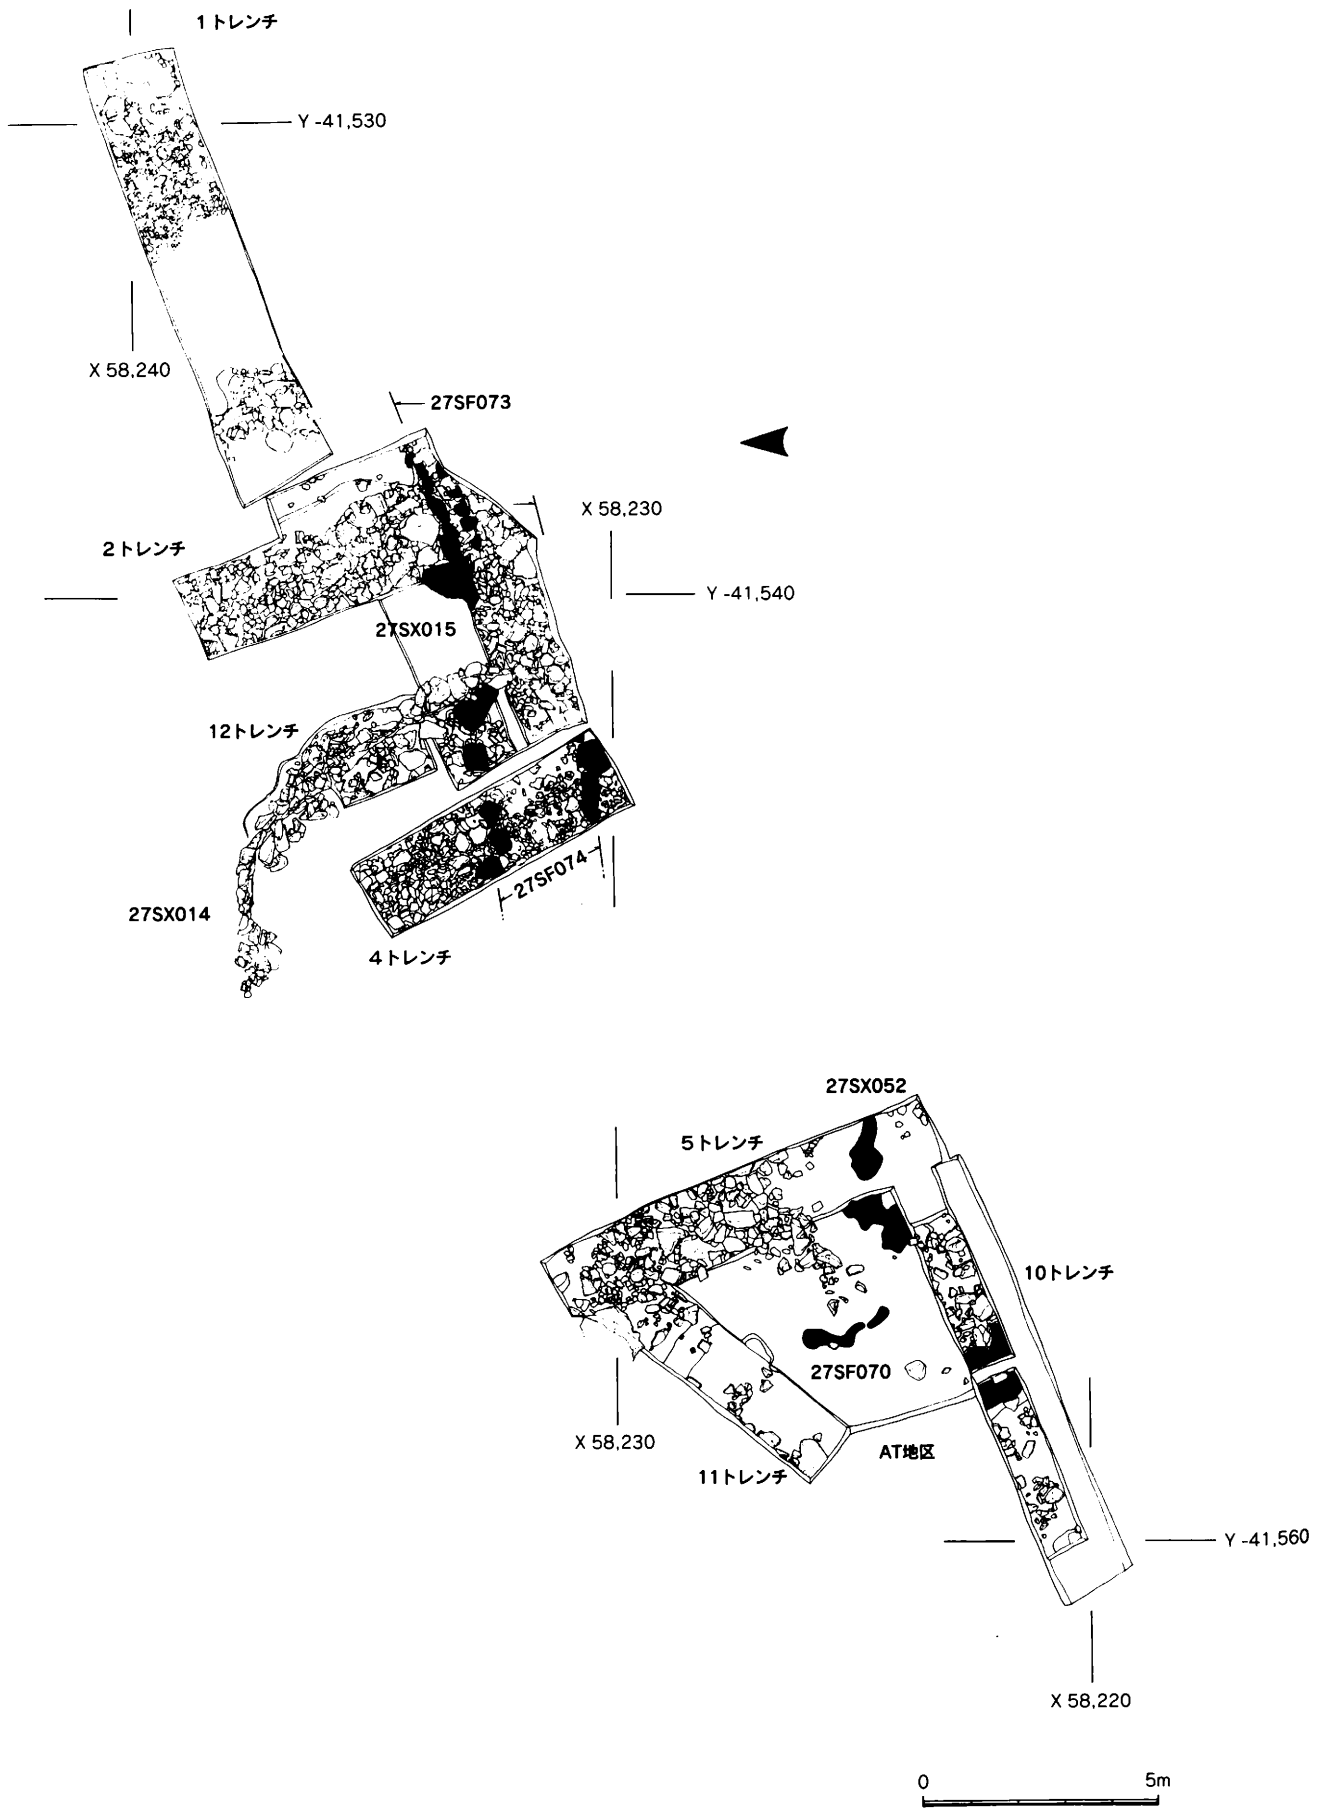 1トレンチ
Y -41,530
X 58,240
27SF073
X 58,230
2トレンチ
Y -41,540
27SX015
12トレンチ
27SF074
27SX014
4トレンチ
27SX052
5トレンチ
10トレンチ
27SF070
X 58,230
AT地区
11トレンチ
Y -41,560
X 58,220
0 5m